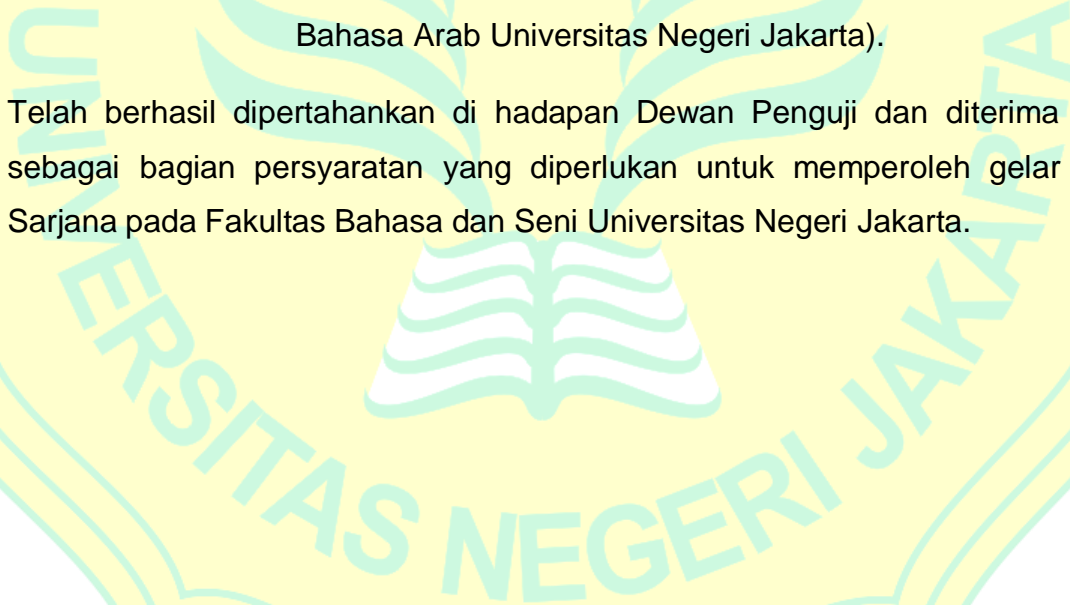 Bahasa Arab Universitas Negeri Jakarta).
Telah berhasil dipertahankan di hadapan Dewan Penguji dan diterima
sebagai bagian persyaratan yang diperlukan untuk memperoleh gelar
Sarjana pada Fakultas Bahasa dan Seni Universitas Negeri Jakarta.
UNIVERSITAS NEGERI JAKARTA